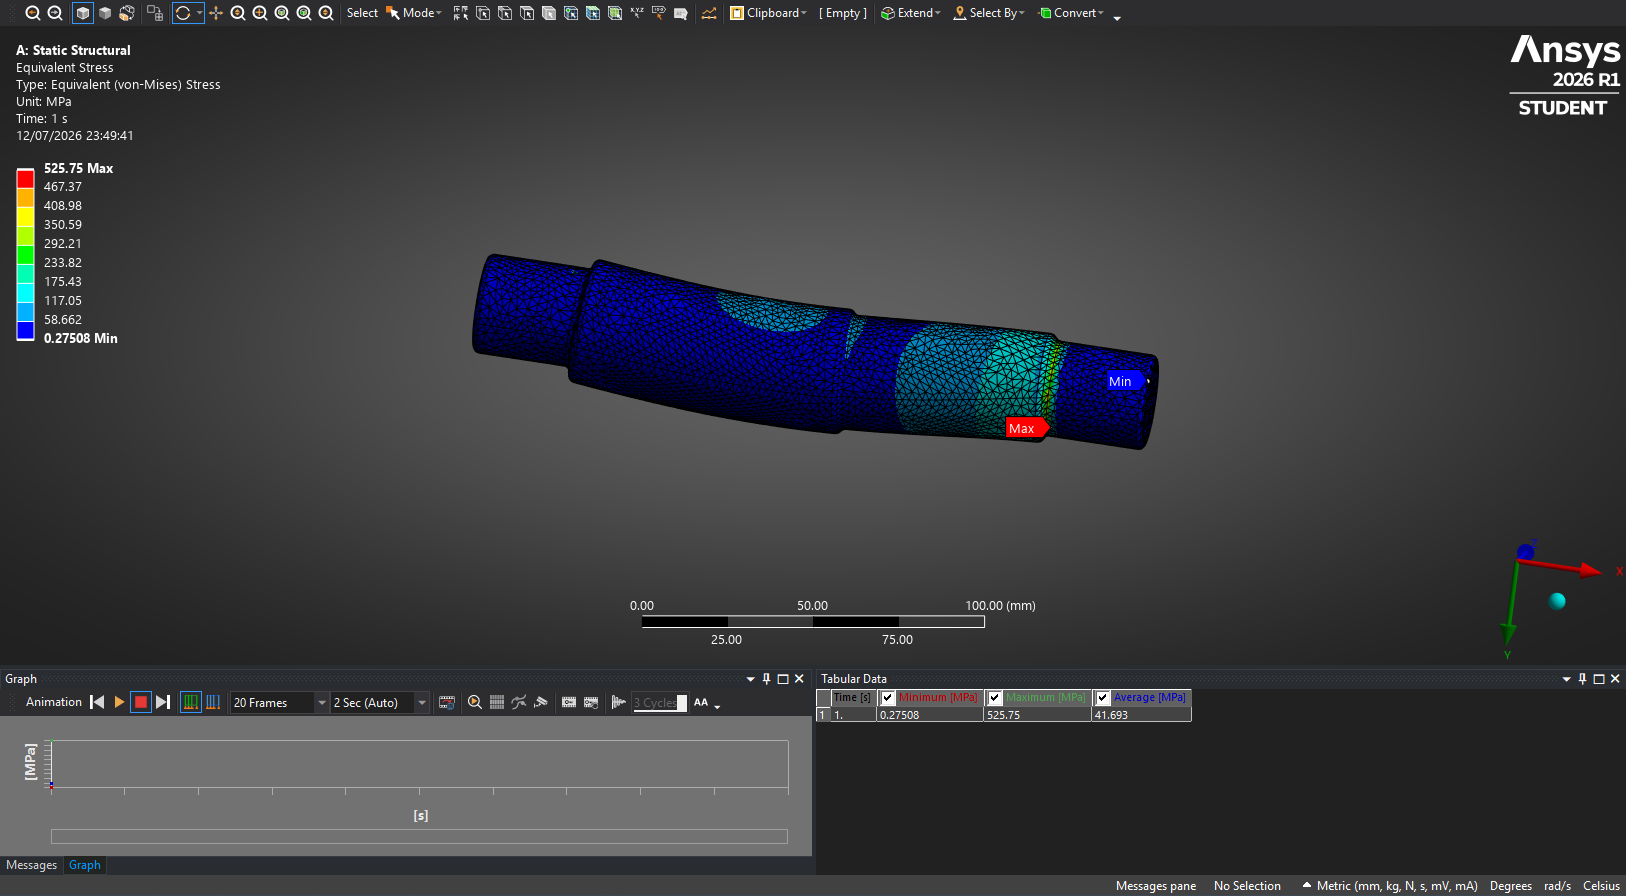 Select Mode Clipboard [ Empty ] Extend Select By Convert
A: Static Structural
Equivalent Stress
Type: Equivalent (von-Mises) Stress
Unit: MPa
Time: 1 s
12/07/2026 23:49:41
525.75 Max
467.37
408.98
350.59
292.21
233.82
175.43
117.05
58.662
0.27508 Min
Ansys
2026 R1
STUDENT
Min
Max
0.00 50.00 100.00 (mm)
25.00 75.00
Z
X
Y
Graph
Animation 20 Frames 2 Sec (Auto) 3 Cycles AA
[MPa]
[s]
Messages Graph
Tabular Data
Time [s] Minimum [MPa] Maximum [MPa] Average [MPa]
1 1. 0.27508 525.75 41.693
Messages pane No Selection Metric (mm, kg, N, s, mV, mA) Degrees rad/s Celsius